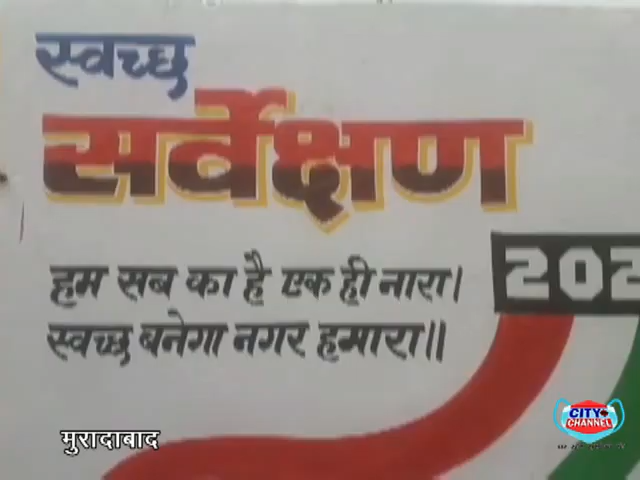 स्वच्छ
सर्वेक्षण
202
हम सब का है एक ही नारा।
स्वच्छ बनेगा नगर हमारा॥
मुरादाबाद
CITY
CHANNEL